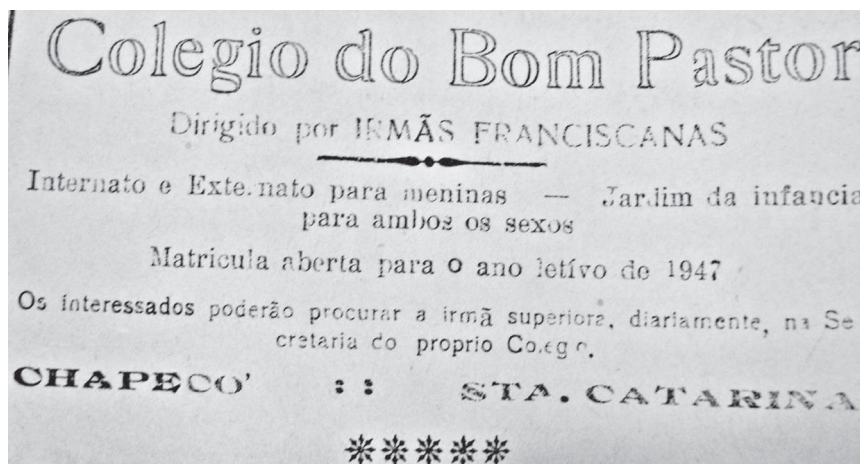 Colegio do Bom Pastor
Dirigido por IRMÃS FRANCISCANAS
Internato e Externato para meninas — Jardim da infancia
para ambos os sexos
Matricula aberta para o ano letívo de 1947
Os interessados poderão procurar a irmã superiora, diariamente, na Se
cretaria do proprio Colegio.
CHAPECO' : : STA. CATARINA